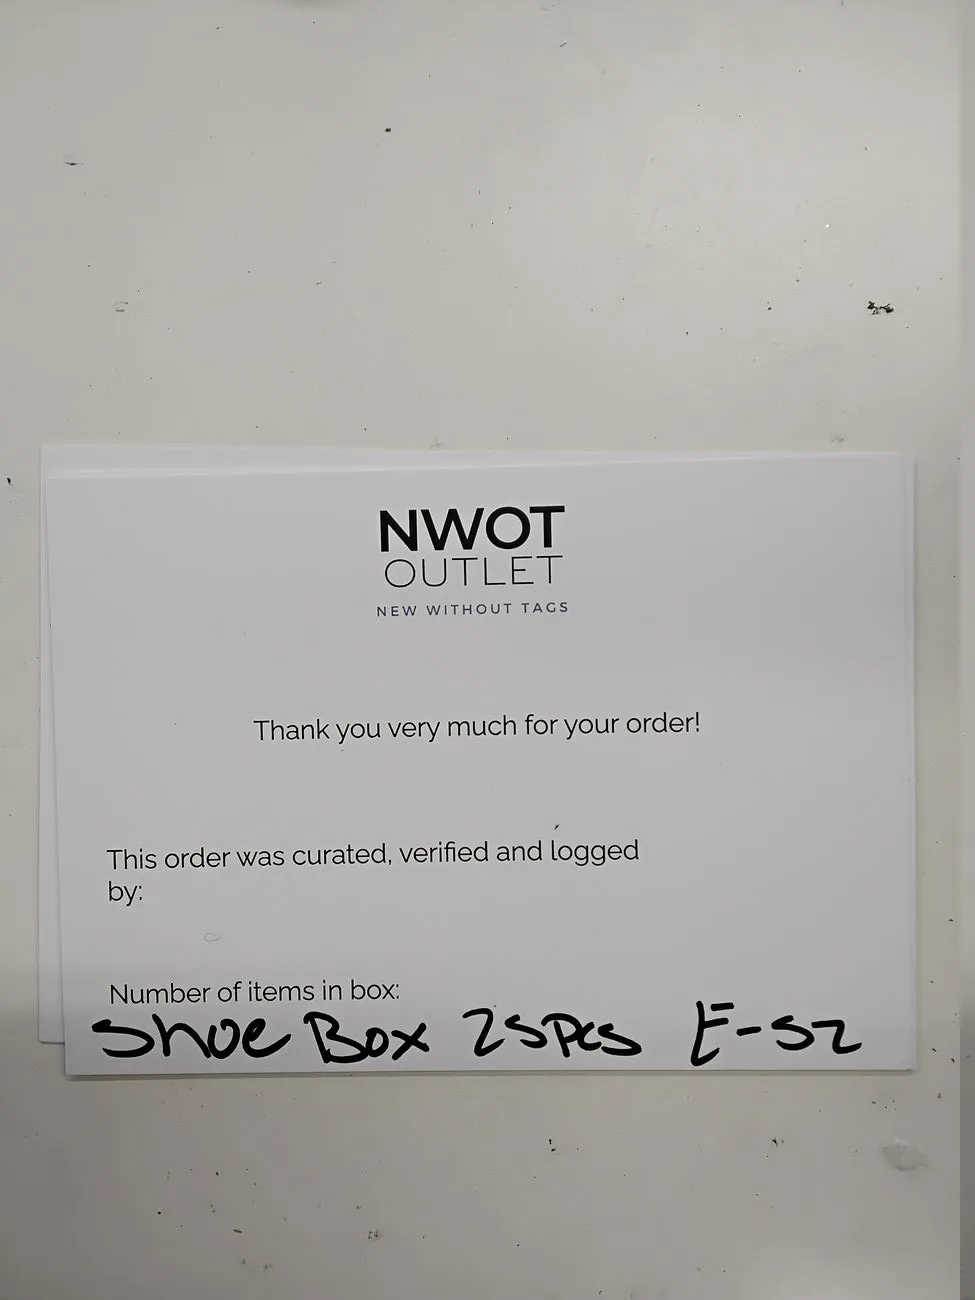 NWOT
OUTLET
NEW WITHOUT TAGS
Thank you very much for your order!
This order was curated, verified and logged
by:
Number of items in box:
Shoe Box 25Pcs E-52